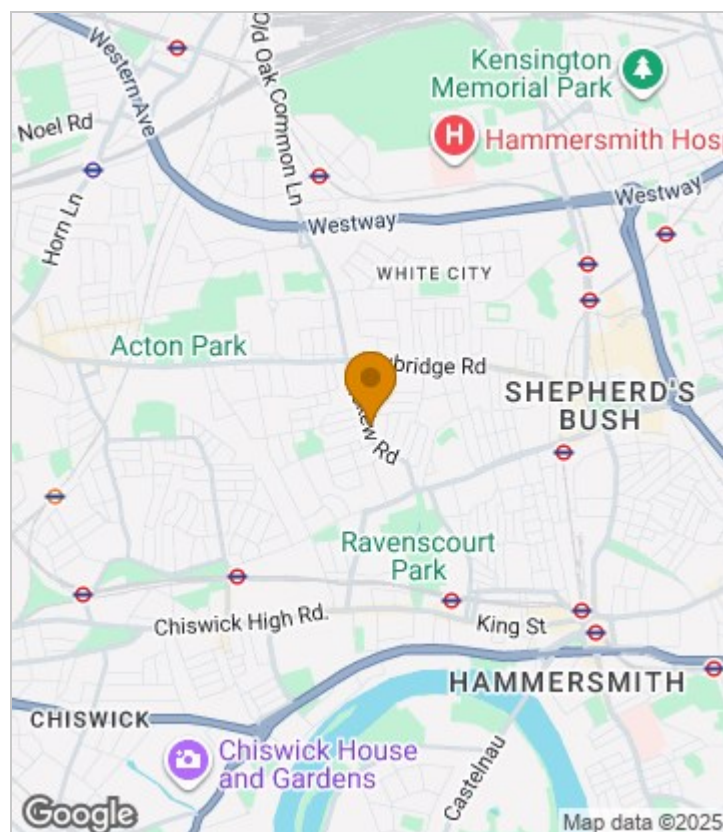 Western Ave
Old Oak Common Ln
Kensington
Memorial Park
Noel Rd
H
Hammersmith Hosp
Horn Ln
Westway
Westway
WHITE CITY
Acton Park
bridge Rd
SHEPHERD'S
BUSH
Rd
Ravenscourt
Park
Chiswick High Rd.
King St
HAMMERSMITH
CHISWICK
Chiswick House
and Gardens
Castelnau
Google
Map data ©2025